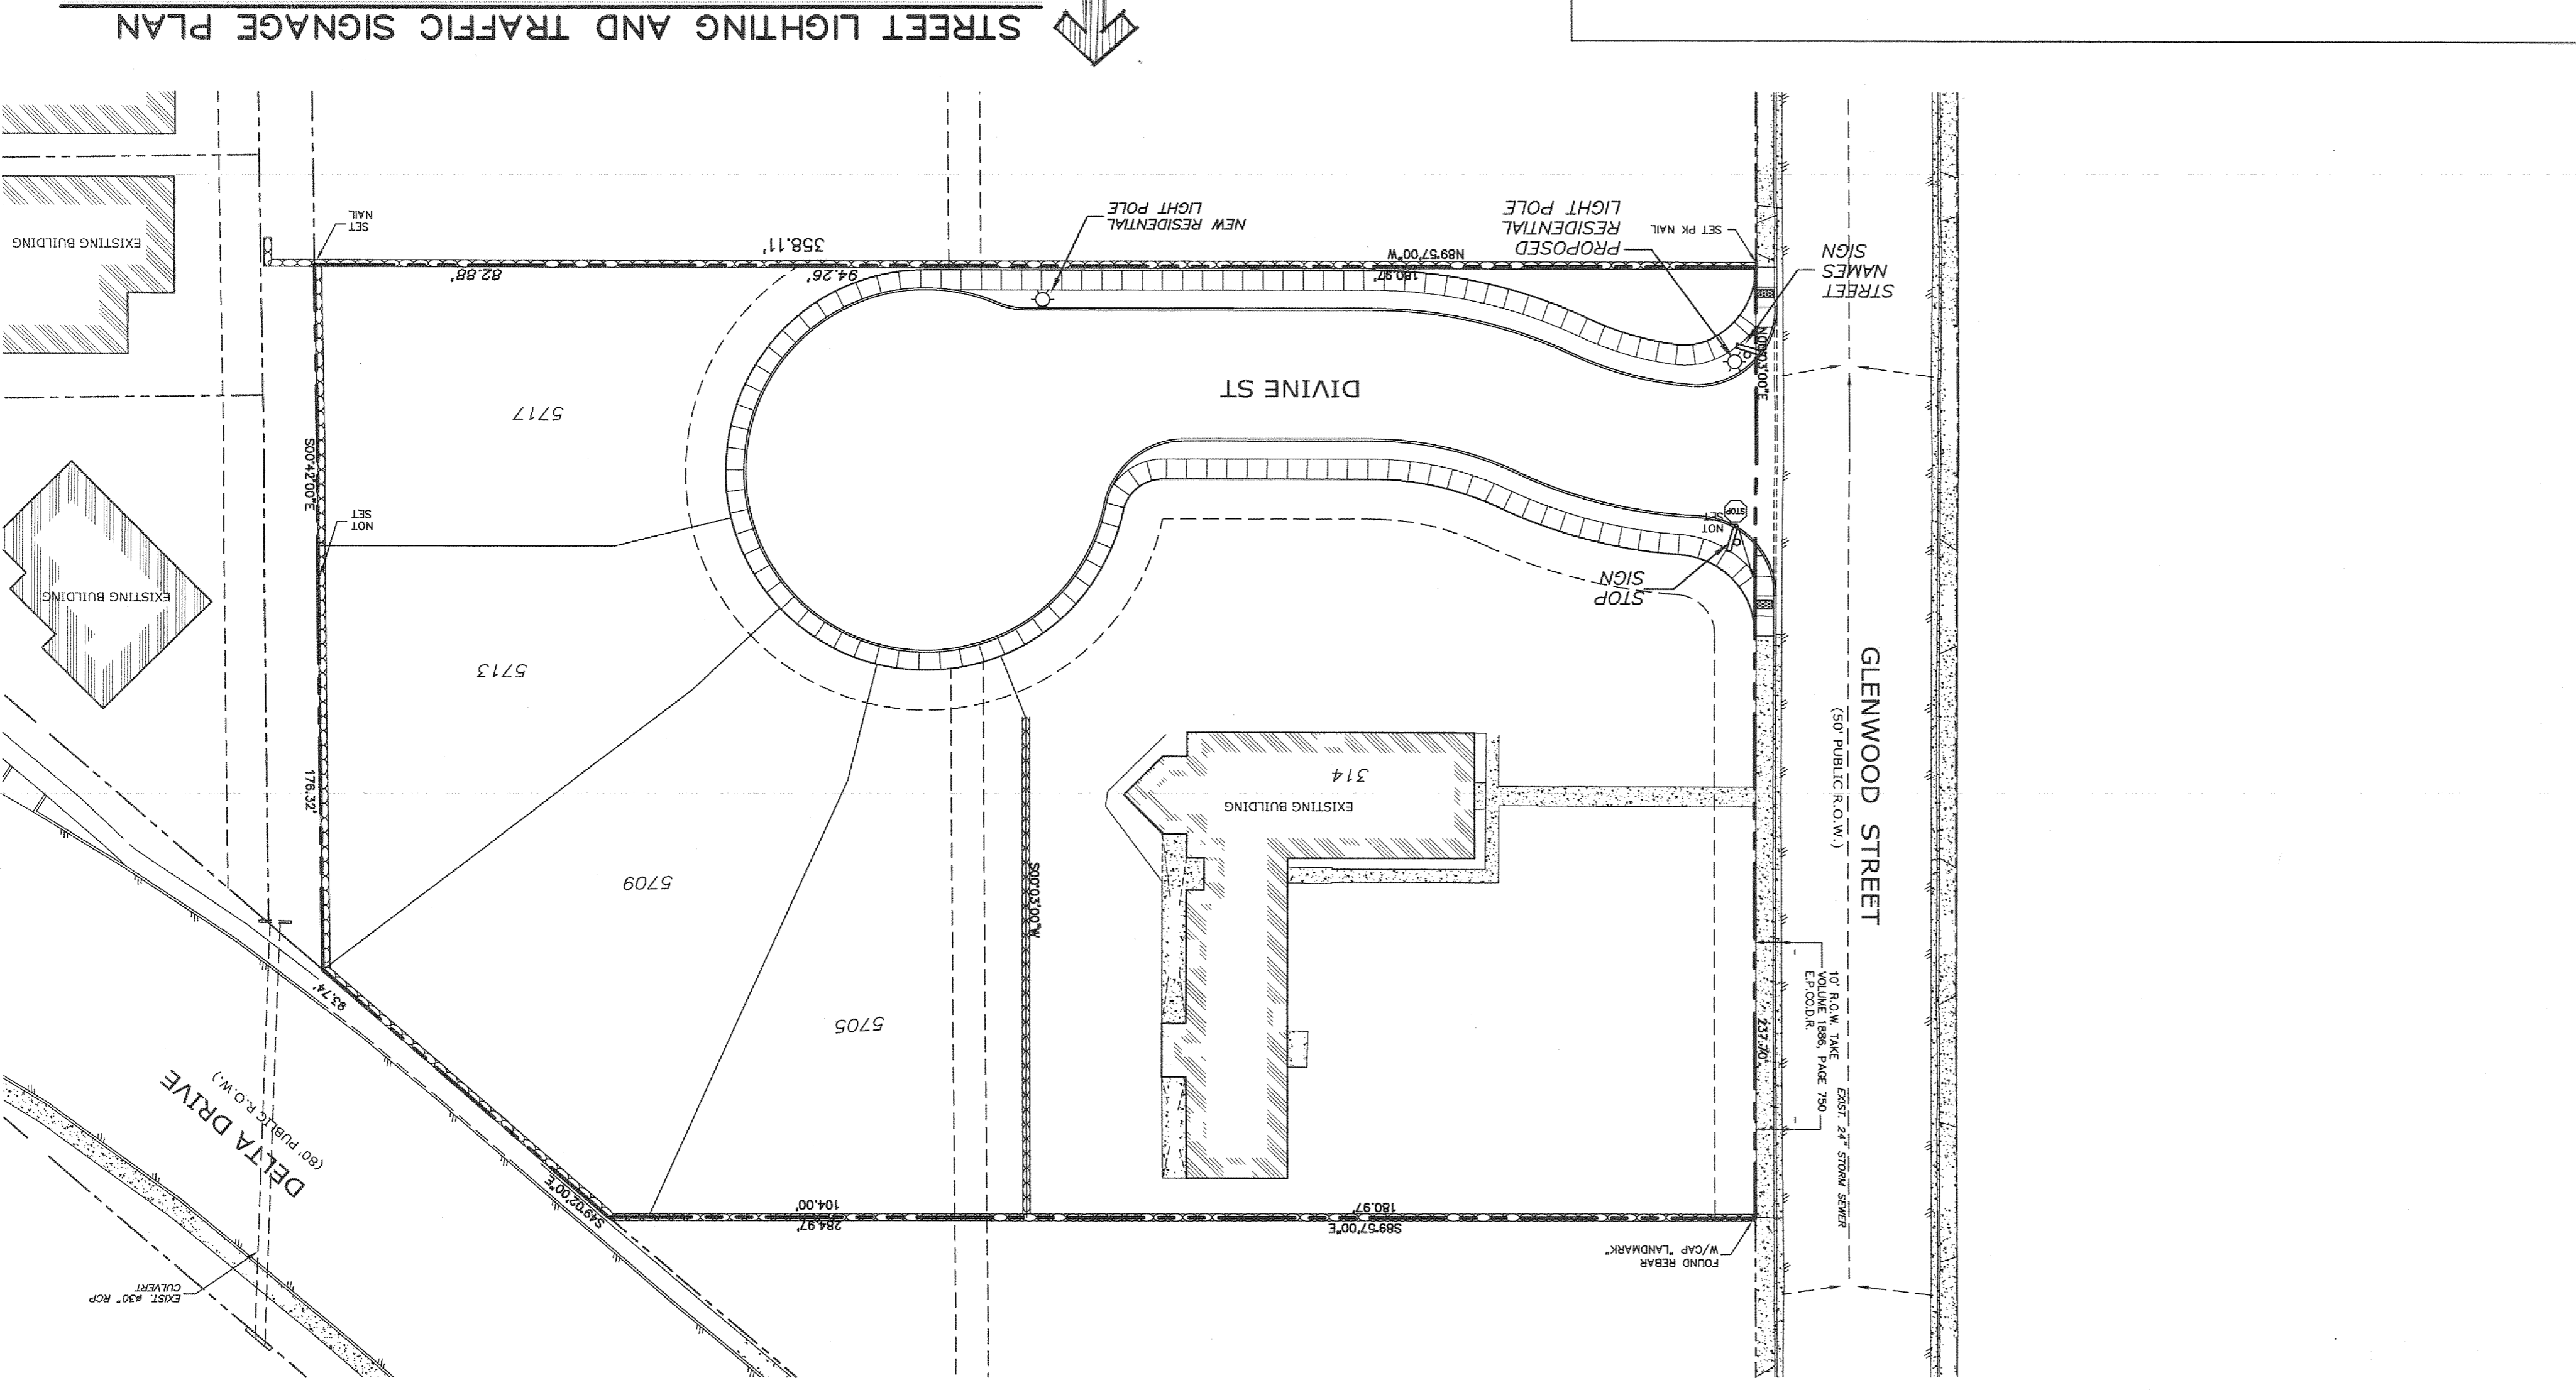 STREET LIGHTING AND TRAFFIC SIGNAGE PLAN
FOUND REBAR
W/CAP "LANDMARK"
S89°57'00"E
180.97'
284.97'
104.00'
EXIST. ø30" RCP
CULVERT
DELTA DRIVE
(80' PUBLIC R.O.W.)
S49°02'00"E
93.74'
10' R.O.W. TAKE
VOLUME 1886, PAGE 750
E.P.CO.D.R.
EXIST. 24" STORM SEWER
237.70'
GLENWOOD STREET
(50' PUBLIC R.O.W.)
5705
5709
5713
5717
314
EXISTING BUILDING
S00°03'00"W
176.32'
S00°42'00"E
NOT
SET
EXISTING BUILDING
STOP
SIGN
NOT
SET
STOP
DIVINE ST
N00°03'00"E
STREET
NAMES
SIGN
PROPOSED
RESIDENTIAL
LIGHT POLE
SET PK NAIL
N89°57'00"W
180.97'
NEW RESIDENTIAL
LIGHT POLE
358.11'
94.26'
82.88'
SET
NAIL
EXISTING BUILDING